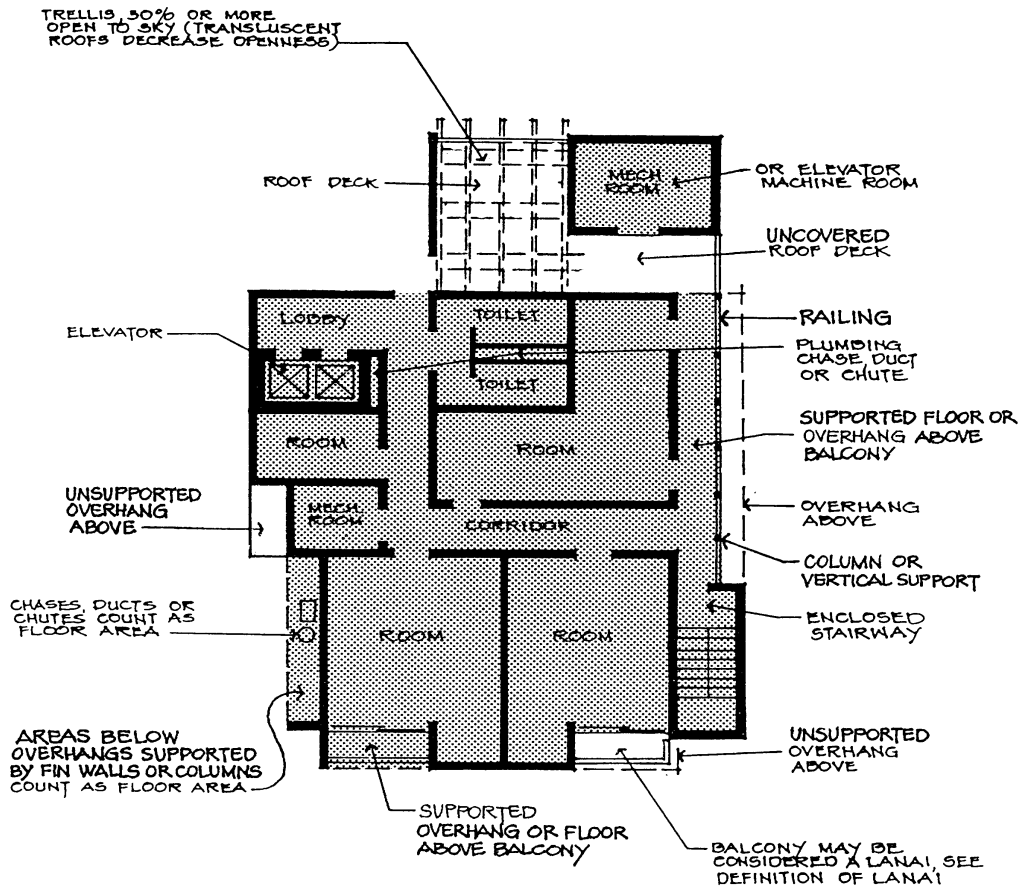 TRELLIS, 50% OR MORE
OPEN TO SKY (TRANSLUSCENT
ROOFS DECREASE OPENNESS)
ROOF DECK
MECH
ROOM
OR ELEVATOR
MACHINE ROOM
UNCOVERED
ROOF DECK
LOBBY
TOILET
RAILING
ELEVATOR
PLUMBING
CHASE, DUCT
OR CHUTE
TOILET
SUPPORTED FLOOR OR
OVERHANG ABOVE
BALCONY
ROOM
ROOM
UNSUPPORTED
OVERHANG
ABOVE
MECH
ROOM
CORRIDOR
OVERHANG
ABOVE
COLUMN OR
VERTICAL SUPPORT
CHASES, DUCTS OR
CHUTES COUNT AS
FLOOR AREA
ROOM
ROOM
ENCLOSED
STAIRWAY
AREAS BELOW
OVERHANGS SUPPORTED
BY FIN WALLS OR COLUMNS
COUNT AS FLOOR AREA
UNSUPPORTED
OVERHANG
ABOVE
SUPPORTED
OVERHANG OR FLOOR
ABOVE BALCONY
BALCONY MAY BE
CONSIDERED A LANAI, SEE
DEFINITION OF LANAI